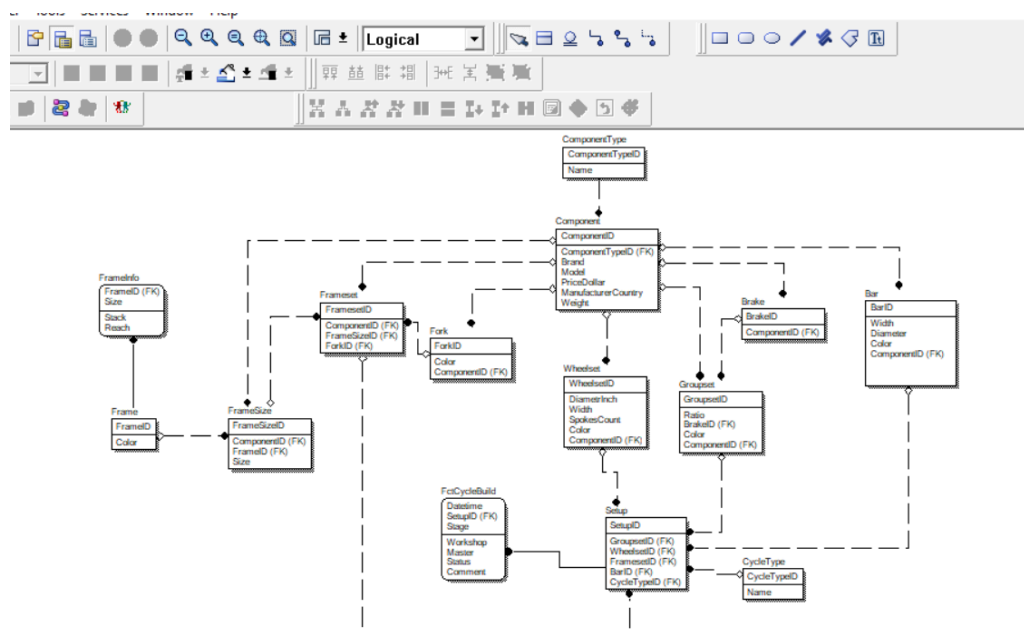 Logical
ComponentType
ComponentTypeID
Name
Component
ComponentID
ComponentTypeID (FK)
Brand
Model
PriceDollar
ManufacturerCountry
Weight
FrameInfo
FrameID (FK)
Size
Stack
Reach
Frameset
FramesetID
ComponentID (FK)
FrameSizeID (FK)
ForkID (FK)
Fork
ForkID
Color
ComponentID (FK)
Brake
BrakeID
ComponentID (FK)
Bar
BarID
Width
Diameter
Color
ComponentID (FK)
Wheelset
WheelsetID
DiametrInch
Width
SpokesCount
Color
ComponentID (FK)
Groupset
GroupsetID
Ratio
BrakeID (FK)
Color
ComponentID (FK)
Frame
FrameID
Color
FrameSize
FrameSizeID
ComponentID (FK)
FrameID (FK)
Size
FctCycleBuild
Datetime
SetupID (FK)
Stage
Workshop
Master
Status
Comment
Setup
SetupID
GroupsetID (FK)
WheelsetID (FK)
FramesetID (FK)
BarID (FK)
CycleTypeID (FK)
CycleType
CycleTypeID
Name